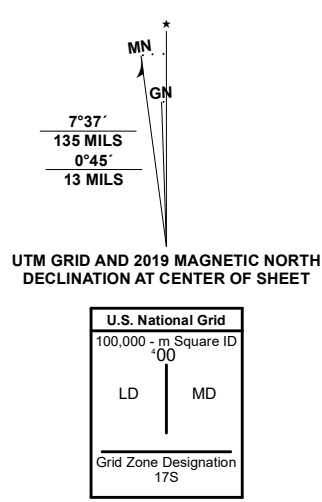 MN
GN
7°37´
135 MILS
0°45´
13 MILS
UTM GRID AND 2019 MAGNETIC NORTH
DECLINATION AT CENTER OF SHEET
U.S. National Grid
100,000 - m Square ID
⁴00
LD MD
Grid Zone Designation
17S